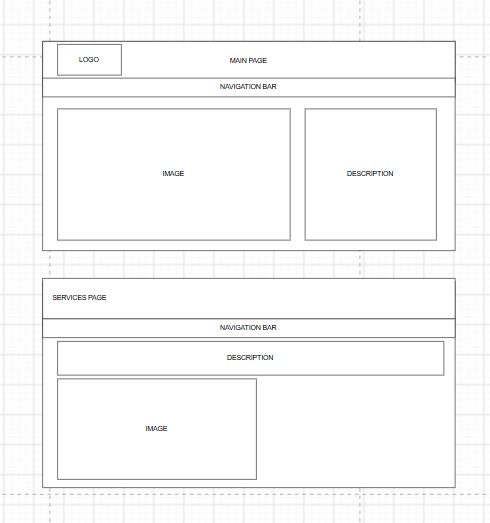 LOGO
MAIN PAGE
NAVIGATION BAR
IMAGE
DESCRIPTION
SERVICES PAGE
NAVIGATION BAR
DESCRIPTION
IMAGE